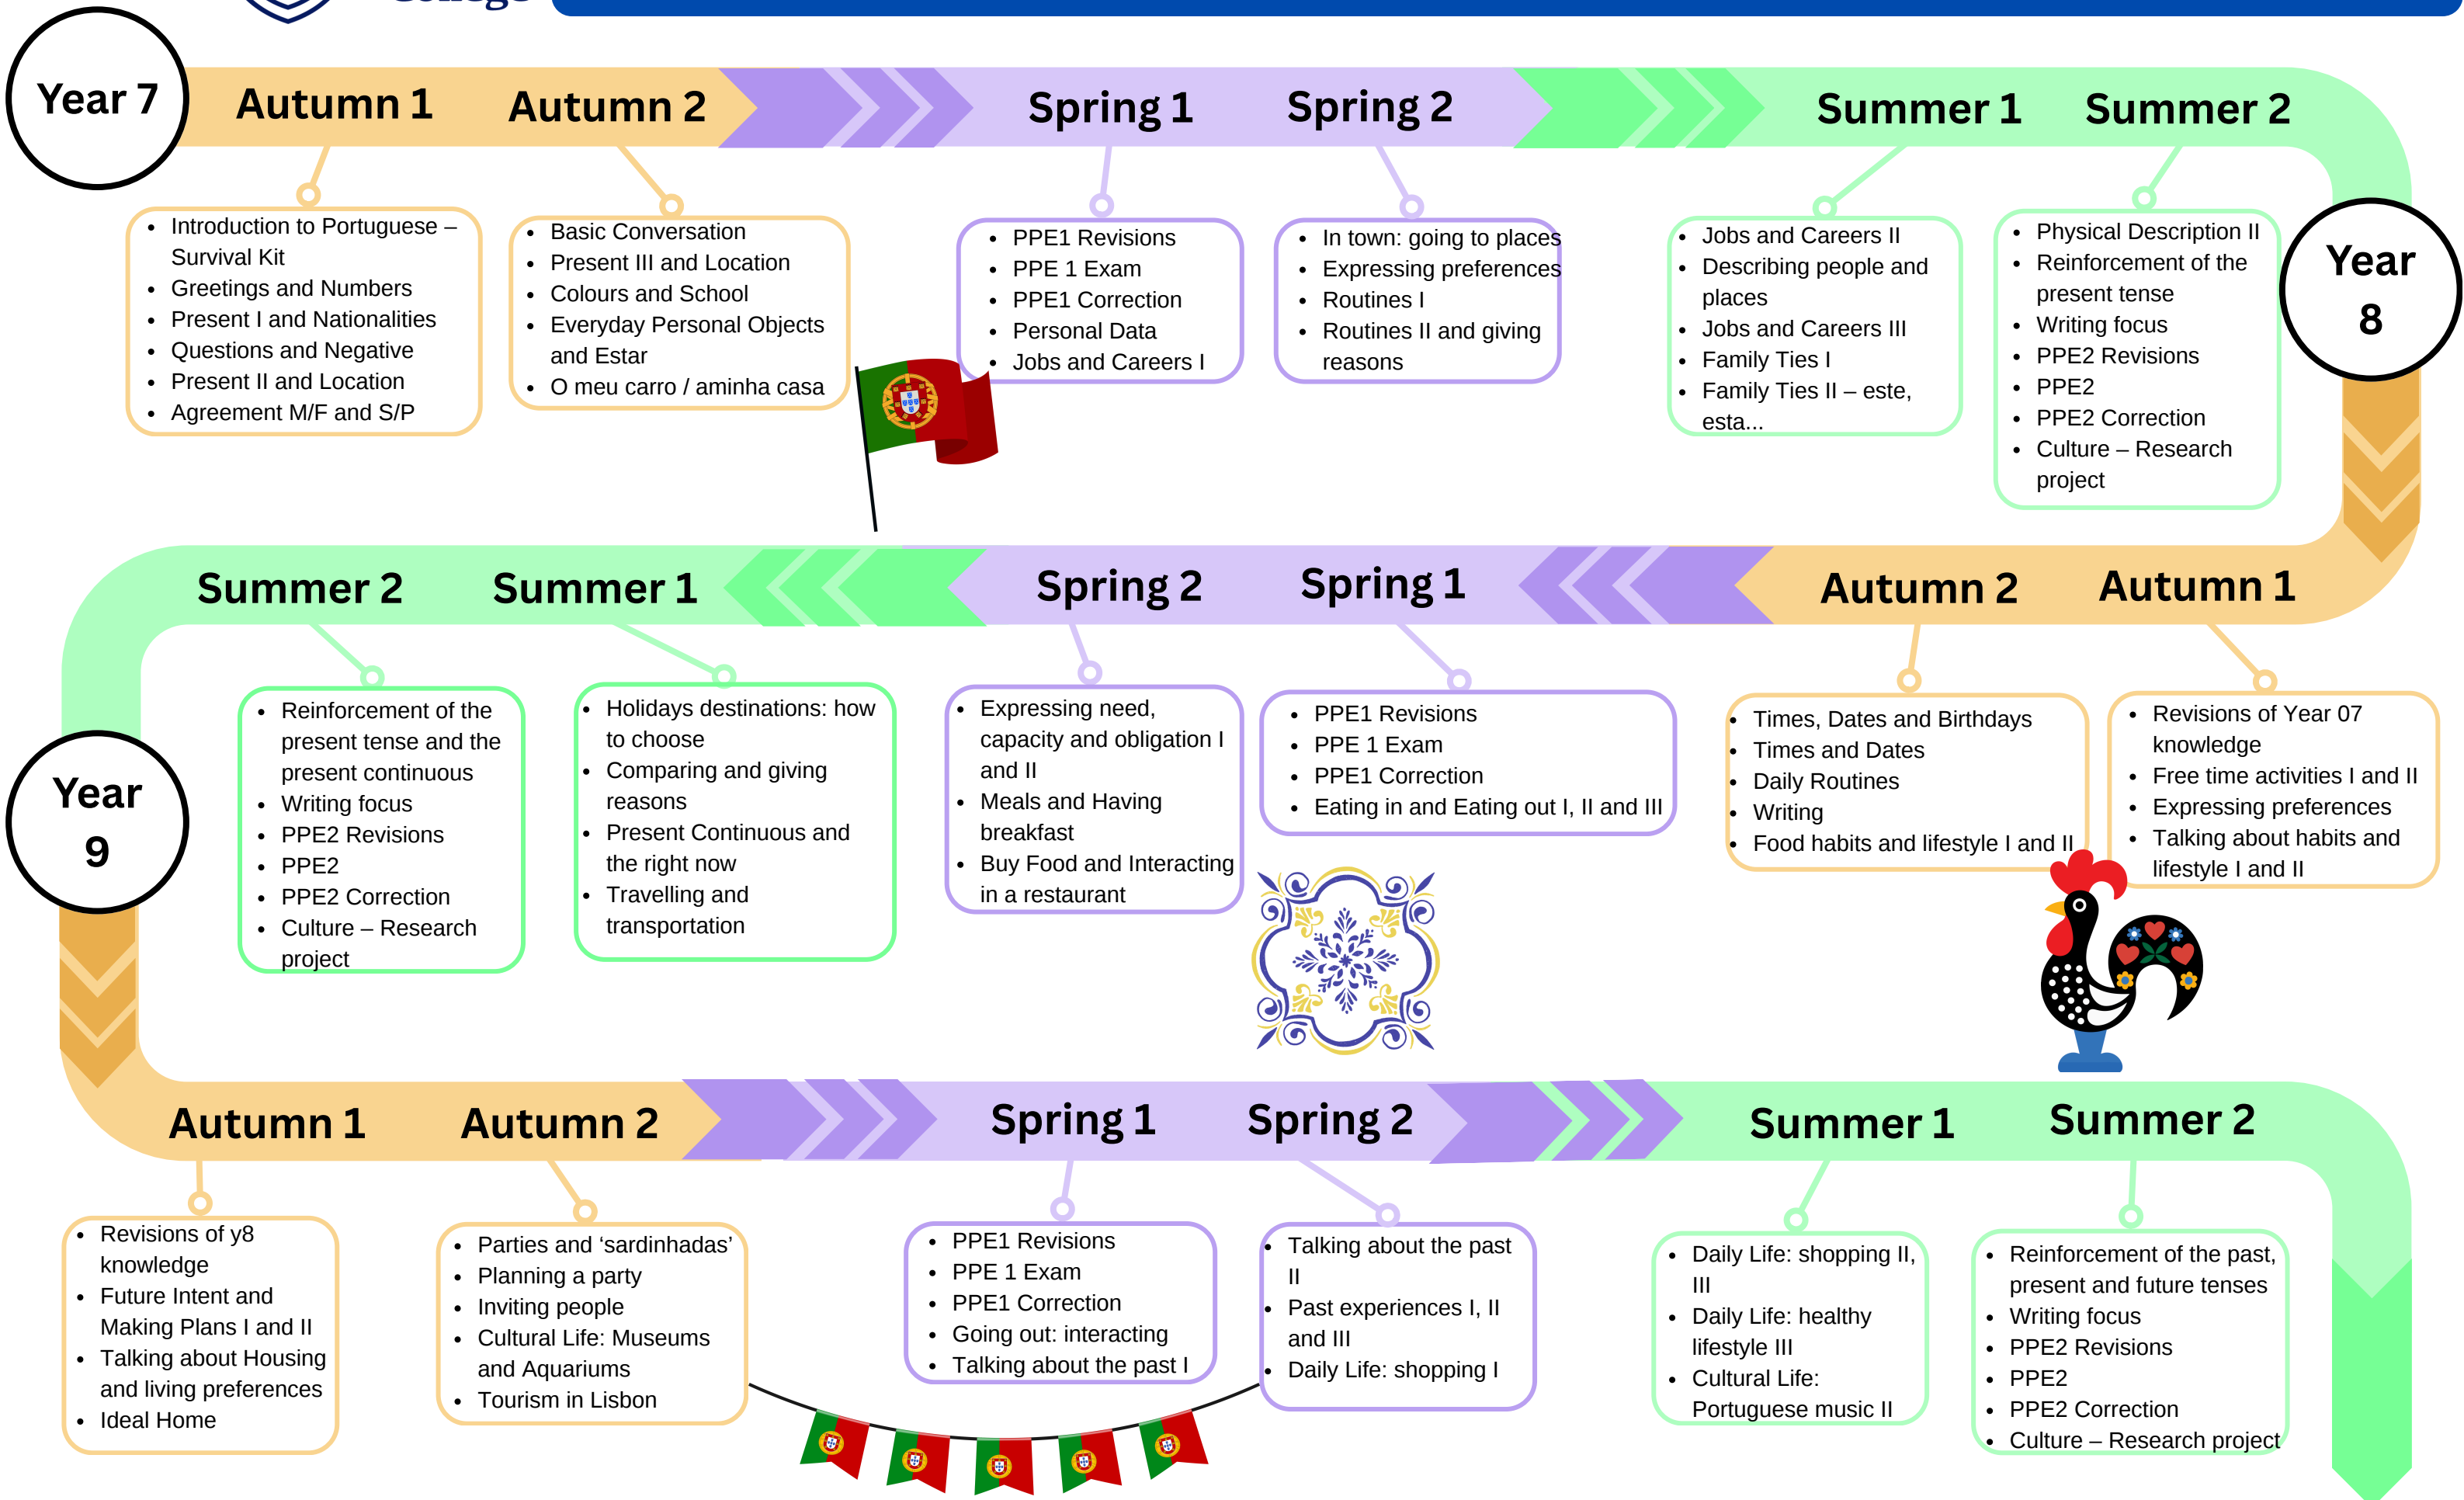 College
Year 7
Autumn 1
Autumn 2
Spring 1
Spring 2
Summer 1
Summer 2
• Introduction to Portuguese –
Survival Kit
• Greetings and Numbers
• Present I and Nationalities
• Questions and Negative
• Present II and Location
• Agreement M/F and S/P
• Basic Conversation
• Present III and Location
• Colours and School
• Everyday Personal Objects
and Estar
• O meu carro / aminha casa
• PPE1 Revisions
• PPE 1 Exam
• PPE1 Correction
• Personal Data
• Jobs and Careers I
• In town: going to places
• Expressing preferences
• Routines I
• Routines II and giving
reasons
• Jobs and Careers II
• Describing people and
places
• Jobs and Careers III
• Family Ties I
• Family Ties II – este,
esta...
• Physical Description II
• Reinforcement of the
present tense
• Writing focus
• PPE2 Revisions
• PPE2
• PPE2 Correction
• Culture – Research
project
Year
8
Autumn 1
Autumn 2
Spring 1
Spring 2
Summer 1
Summer 2
• Revisions of Year 07
knowledge
• Free time activities I and II
• Expressing preferences
• Talking about habits and
lifestyle I and II
• Times, Dates and Birthdays
• Times and Dates
• Daily Routines
• Writing
• Food habits and lifestyle I and II
• PPE1 Revisions
• PPE 1 Exam
• PPE1 Correction
• Eating in and Eating out I, II and III
• Expressing need,
capacity and obligation I
and II
• Meals and Having
breakfast
• Buy Food and Interacting
in a restaurant
• Holidays destinations: how
to choose
• Comparing and giving
reasons
• Present Continuous and
the right now
• Travelling and
transportation
• Reinforcement of the
present tense and the
present continuous
• Writing focus
• PPE2 Revisions
• PPE2
• PPE2 Correction
• Culture – Research
project
Year
9
Autumn 1
Autumn 2
Spring 1
Spring 2
Summer 1
Summer 2
• Revisions of y8
knowledge
• Future Intent and
Making Plans I and II
• Talking about Housing
and living preferences
• Ideal Home
• Parties and ‘sardinhadas’
• Planning a party
• Inviting people
• Cultural Life: Museums
and Aquariums
• Tourism in Lisbon
• PPE1 Revisions
• PPE 1 Exam
• PPE1 Correction
• Going out: interacting
• Talking about the past I
• Talking about the past
II
• Past experiences I, II
and III
• Daily Life: shopping I
• Daily Life: shopping II,
III
• Daily Life: healthy
lifestyle III
• Cultural Life:
Portuguese music II
• Reinforcement of the past,
present and future tenses
• Writing focus
• PPE2 Revisions
• PPE2
• PPE2 Correction
• Culture – Research project